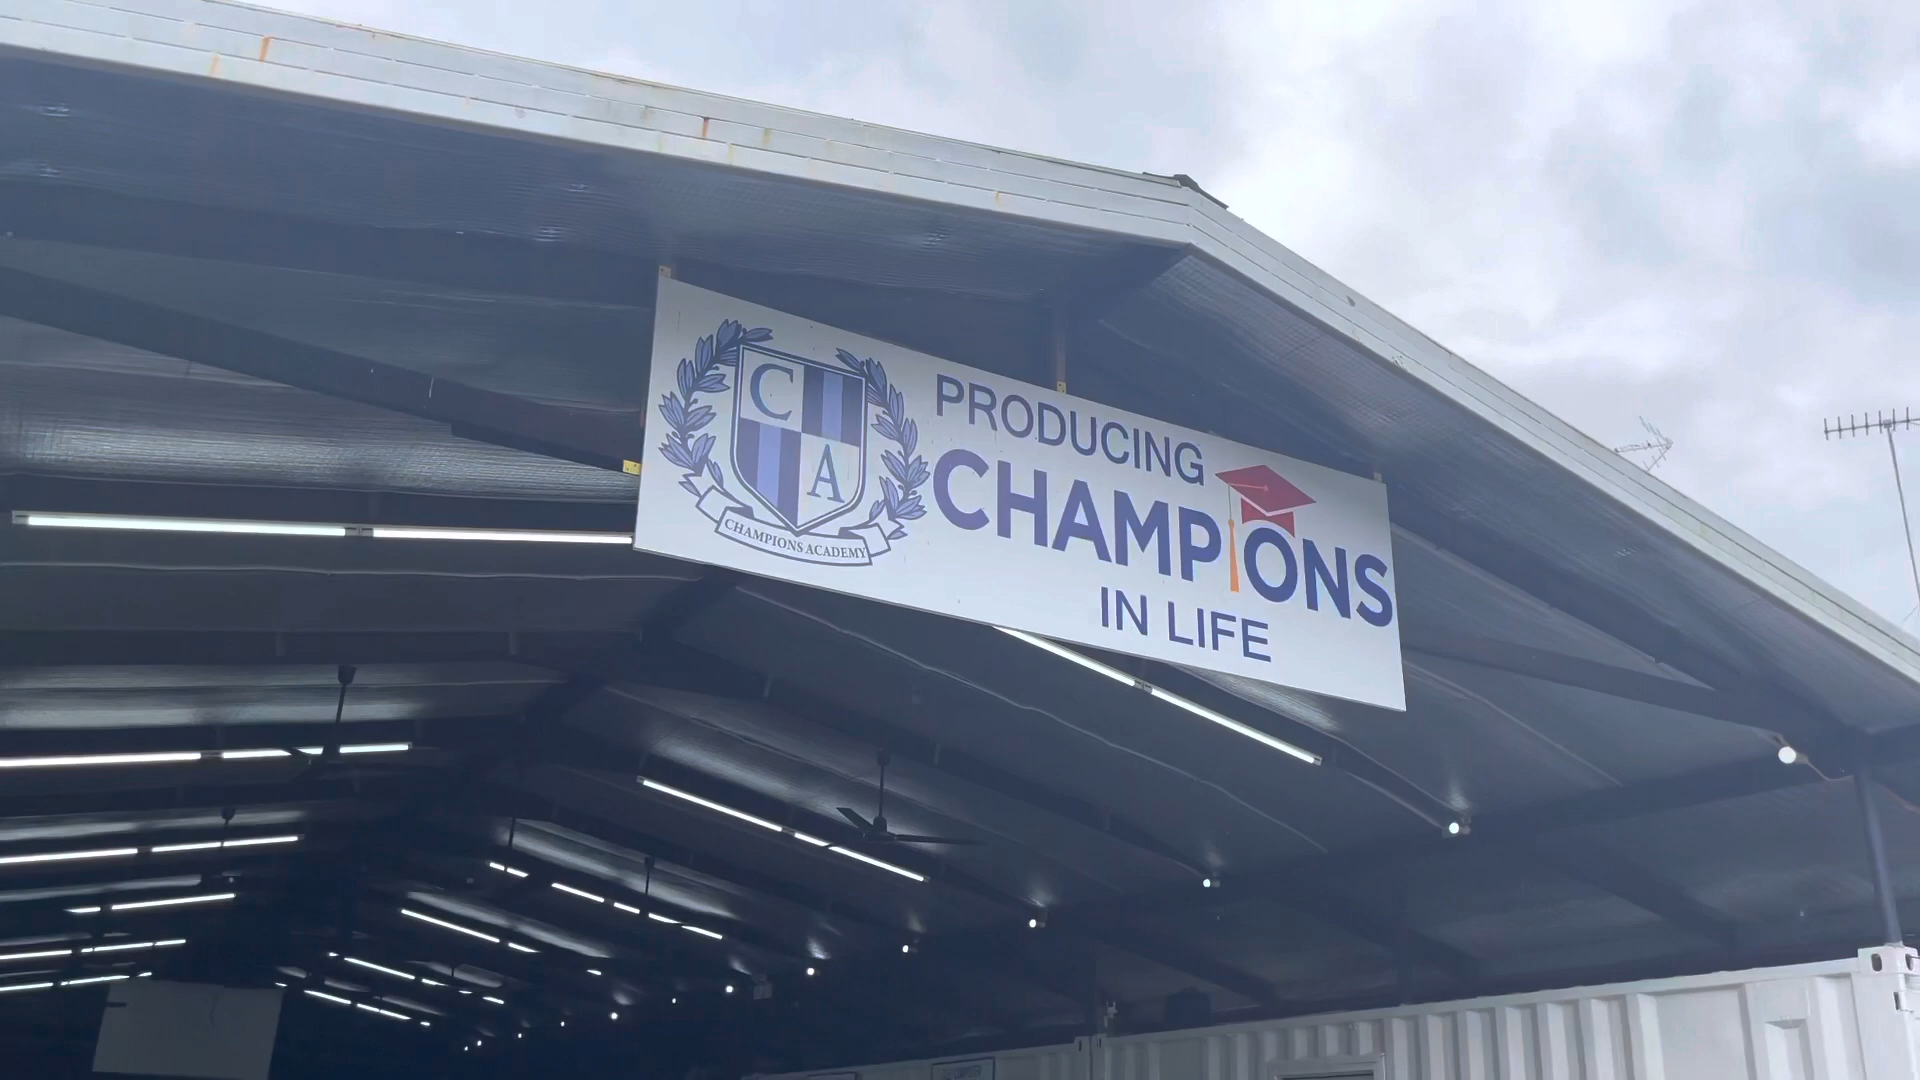 C
A
CHAMPIONS ACADEMY
PRODUCING
CHAMPIONS
IN LIFE